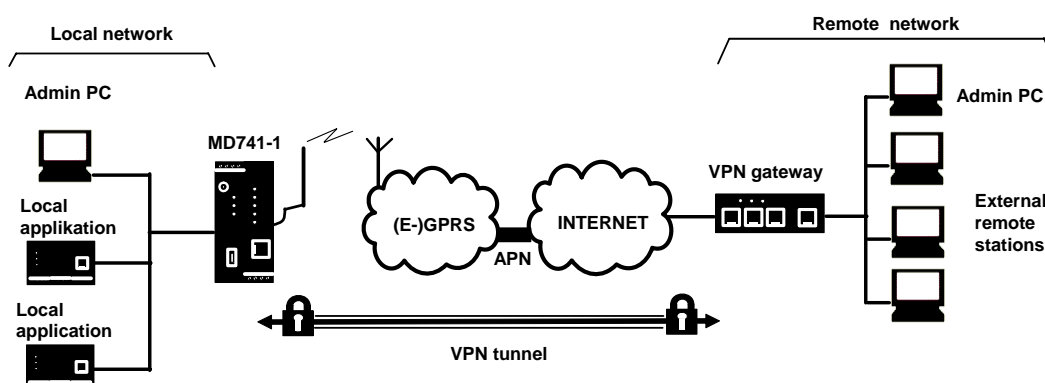 Local network
Remote network
Admin PC
MD741-1
Local
applikation
Local
application
(E-)GPRS
APN
INTERNET
VPN gateway
Admin PC
External
remote
stations
VPN tunnel